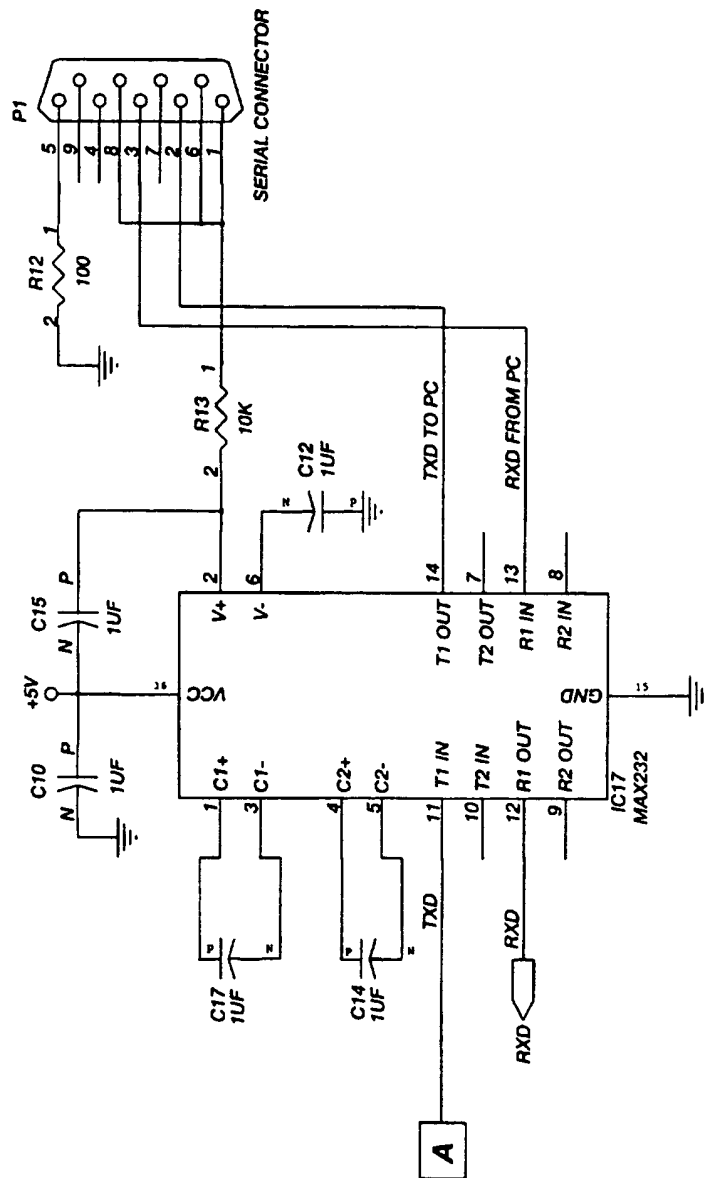 P1
SERIAL CONNECTOR
5
9
4
8
3
7
2
6
1
1
R12
100
2
1
R13
10K
2
C12
1UF
N
P
TXD TO PC
RXD FROM PC
P
C15
1UF
N
+5V
P
C10
1UF
N
16
VCC
2
V+
6
V-
14
T1 OUT
7
T2 OUT
13
R1 IN
8
R2 IN
GND
15
1
C1+
3
C1-
4
C2+
5
C2-
11
T1 IN
10
T2 IN
12
R1 OUT
9
R2 OUT
IC17
MAX232
P
N
C17
1UF
P
N
C14
1UF
TXD
RXD
RXD
A